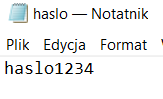 haslo — Notatnik
Plik Edycja Format
haslo1234